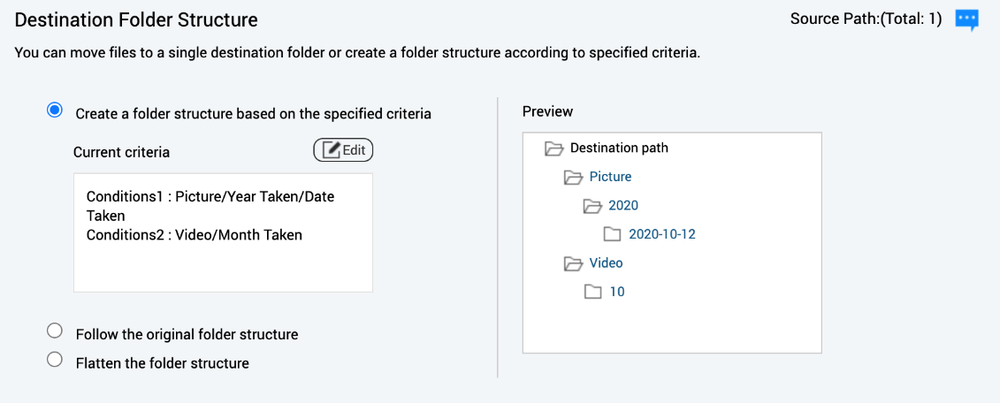 Destination Folder Structure
Source Path:(Total: 1)
You can move files to a single destination folder or create a folder structure according to specified criteria.
Create a folder structure based on the specified criteria
Current criteria
Edit
Conditions1 : Picture/Year Taken/Date
Taken
Conditions2 : Video/Month Taken
Follow the original folder structure
Flatten the folder structure
Preview
Destination path
Picture
2020
2020-10-12
Video
10